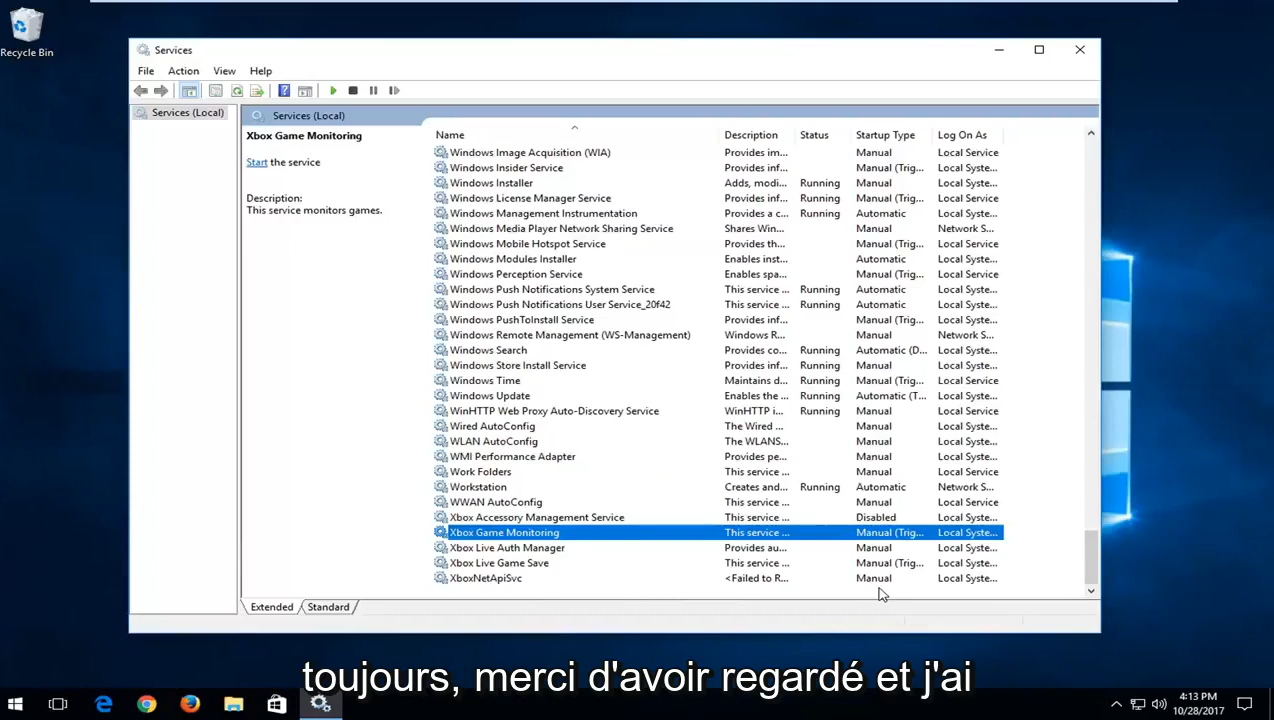 Recycle Bin
Services
File Action View Help
Services (Local)
Services (Local)
Xbox Game Monitoring
Start the service
Description:
This service monitors games.
Name Description Status Startup Type Log On As
Windows Image Acquisition (WIA) Provides im... Manual Local Service
Windows Insider Service Provides inf... Manual (Trig... Local Syste...
Windows Installer Adds, modi... Running Manual Local Syste...
Windows License Manager Service Provides inf... Running Manual (Trig... Local Service
Windows Management Instrumentation Provides a c... Running Automatic Local Syste...
Windows Media Player Network Sharing Service Shares Win... Manual Network S...
Windows Mobile Hotspot Service Provides th... Manual (Trig... Local Service
Windows Modules Installer Enables inst... Automatic Local Syste...
Windows Perception Service Enables spa... Manual (Trig... Local Service
Windows Push Notifications System Service This service ... Running Automatic Local Syste...
Windows Push Notifications User Service_20f42 This service ... Running Automatic Local Syste...
Windows PushToInstall Service Provides inf... Manual (Trig... Local Syste...
Windows Remote Management (WS-Management) Windows R... Manual Network S...
Windows Search Provides co... Running Automatic (D... Local Syste...
Windows Store Install Service Provides inf... Running Manual Local Syste...
Windows Time Maintains d... Running Manual (Trig... Local Service
Windows Update Enables the ... Running Automatic (T... Local Syste...
WinHTTP Web Proxy Auto-Discovery Service WinHTTP i... Running Manual Local Service
Wired AutoConfig The Wired ... Manual Local Syste...
WLAN AutoConfig The WLANS... Manual Local Syste...
WMI Performance Adapter Provides pe... Manual Local Syste...
Work Folders This service ... Manual Local Service
Workstation Creates and... Running Automatic Network S...
WWAN AutoConfig This service ... Manual Local Syste...
Xbox Accessory Management Service This service ... Disabled Local Syste...
Xbox Game Monitoring This service ... Manual (Trig... Local Syste...
Xbox Live Auth Manager Provides au... Manual Local Syste...
Xbox Live Game Save This service ... Manual (Trig... Local Syste...
XboxNetApiSvc <Failed to R... Manual Local Syste...
Extended Standard
toujours, merci d'avoir regardé et j'ai
4:13 PM
10/28/2017